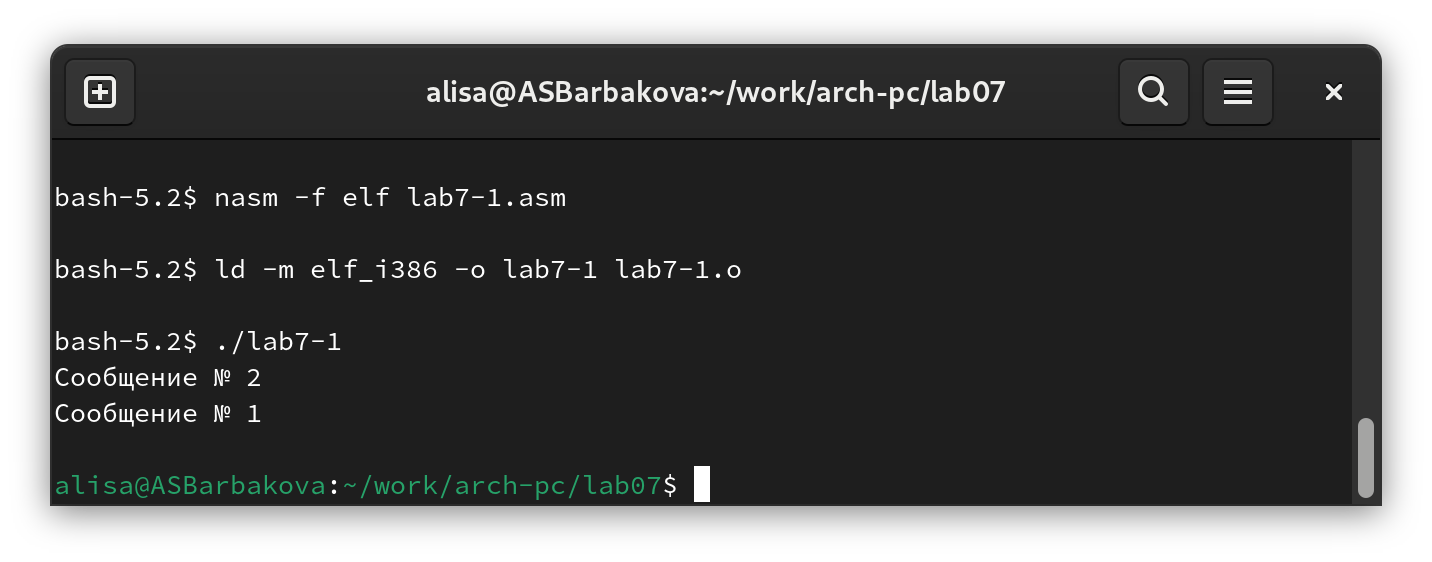 alisa@ASBarbakova:~/work/arch-pc/lab07
bash-5.2$ nasm -f elf lab7-1.asm
bash-5.2$ ld -m elf_i386 -o lab7-1 lab7-1.o
bash-5.2$ ./lab7-1
Сообщение № 2
Сообщение № 1
alisa@ASBarbakova:~/work/arch-pc/lab07$